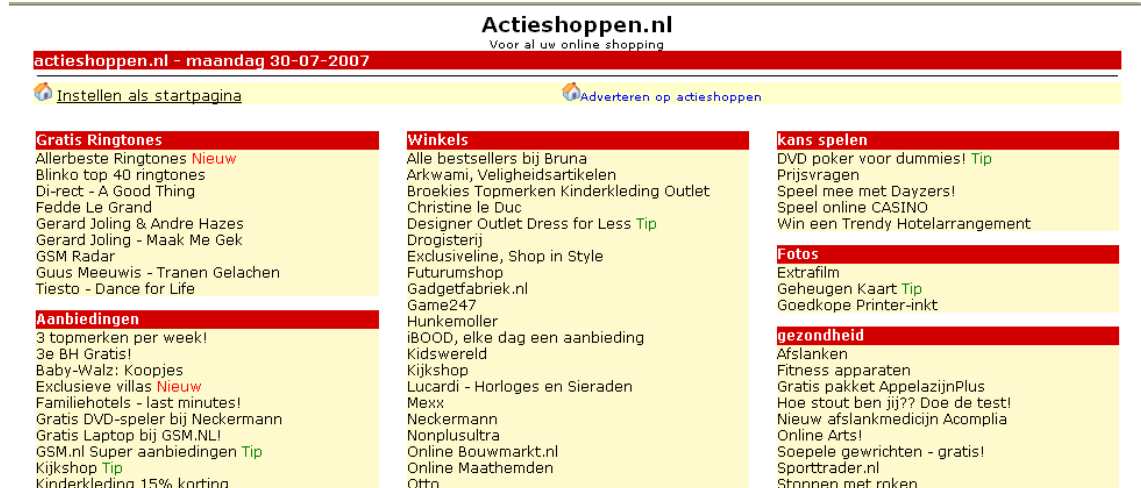 Actieshoppen.nl
Voor al uw online shopping
actieshoppen.nl - maandag 30-07-2007
Instellen als startpagina
Adverteren op actieshoppen
Gratis Ringtones
Allerbeste Ringtones Nieuw
Blinko top 40 ringtones
Di-rect - A Good Thing
Fedde Le Grand
Gerard Joling & Andre Hazes
Gerard Joling - Maak Me Gek
GSM Radar
Guus Meeuwis - Tranen Gelachen
Tiesto - Dance for Life
Aanbiedingen
3 topmerken per week!
3e BH Gratis!
Baby-Walz: Koopjes
Exclusieve villas Nieuw
Familiehotels - last minutes!
Gratis DVD-speler bij Neckermann
Gratis Laptop bij GSM.NL!
GSM.nl Super aanbiedingen Tip
Kijkshop Tip
Kinderkleding 15% korting
Winkels
Alle bestsellers bij Bruna
Arkwami, Veligheidsartikelen
Broekies Topmerken Kinderkleding Outlet
Christine le Duc
Designer Outlet Dress for Less Tip
Drogisterij
Exclusiveline, Shop in Style
Futurumshop
Gadgetfabriek.nl
Game247
Hunkemoller
iBOOD, elke dag een aanbieding
Kidswereld
Kijkshop
Lucardi - Horloges en Sieraden
Mexx
Neckermann
Nonplusultra
Online Bouwmarkt.nl
Online Maathemden
Otto
kans spelen
DVD poker voor dummies! Tip
Prijsvragen
Speel mee met Dayzers!
Speel online CASINO
Win een Trendy Hotelarrangement
Fotos
Extrafilm
Geheugen Kaart Tip
Goedkope Printer-inkt
gezondheid
Afslanken
Fitness apparaten
Gratis pakket AppelazijnPlus
Hoe stout ben jij?? Doe de test!
Nieuw afslankmedicijn Acomplia
Online Arts!
Soepele gewrichten - gratis!
Sporttrader.nl
Stoppen met roken